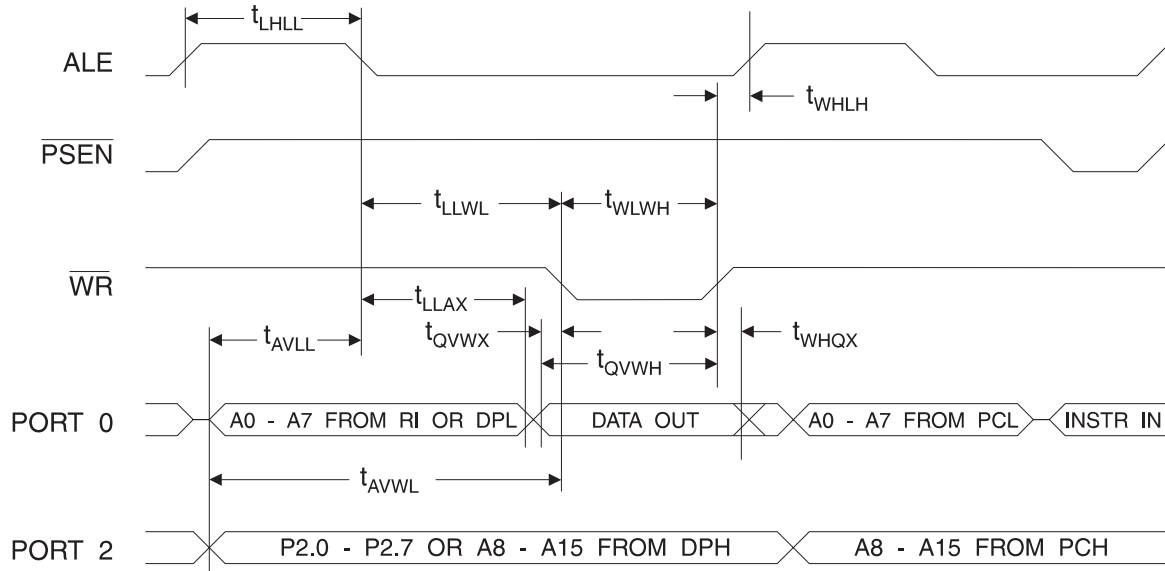 tLHLL
ALE
tWHLH
PSEN
tLLWL
tWLWH
WR
tLLAX
tAVLL
tQVWX
tWHQX
tQVWH
PORT 0
A0 - A7 FROM RI OR DPL
DATA OUT
A0 - A7 FROM PCL
INSTR IN
tAVWL
PORT 2
P2.0 - P2.7 OR A8 - A15 FROM DPH
A8 - A15 FROM PCH